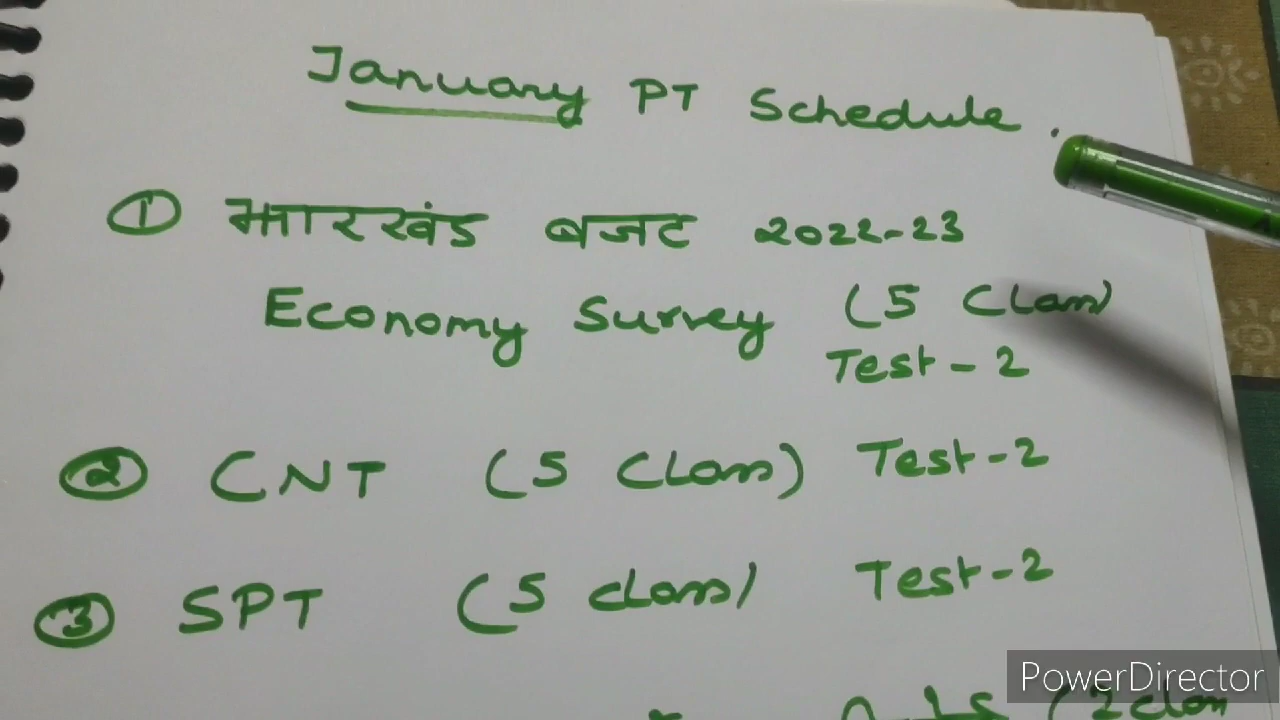 January PT Schedule.
① झारखंड बजट 2022-23
Economy Survey (5 Class)
Test-2
② CNT (5 Class) Test-2
③ SPT (5 class) Test-2
PowerDirector